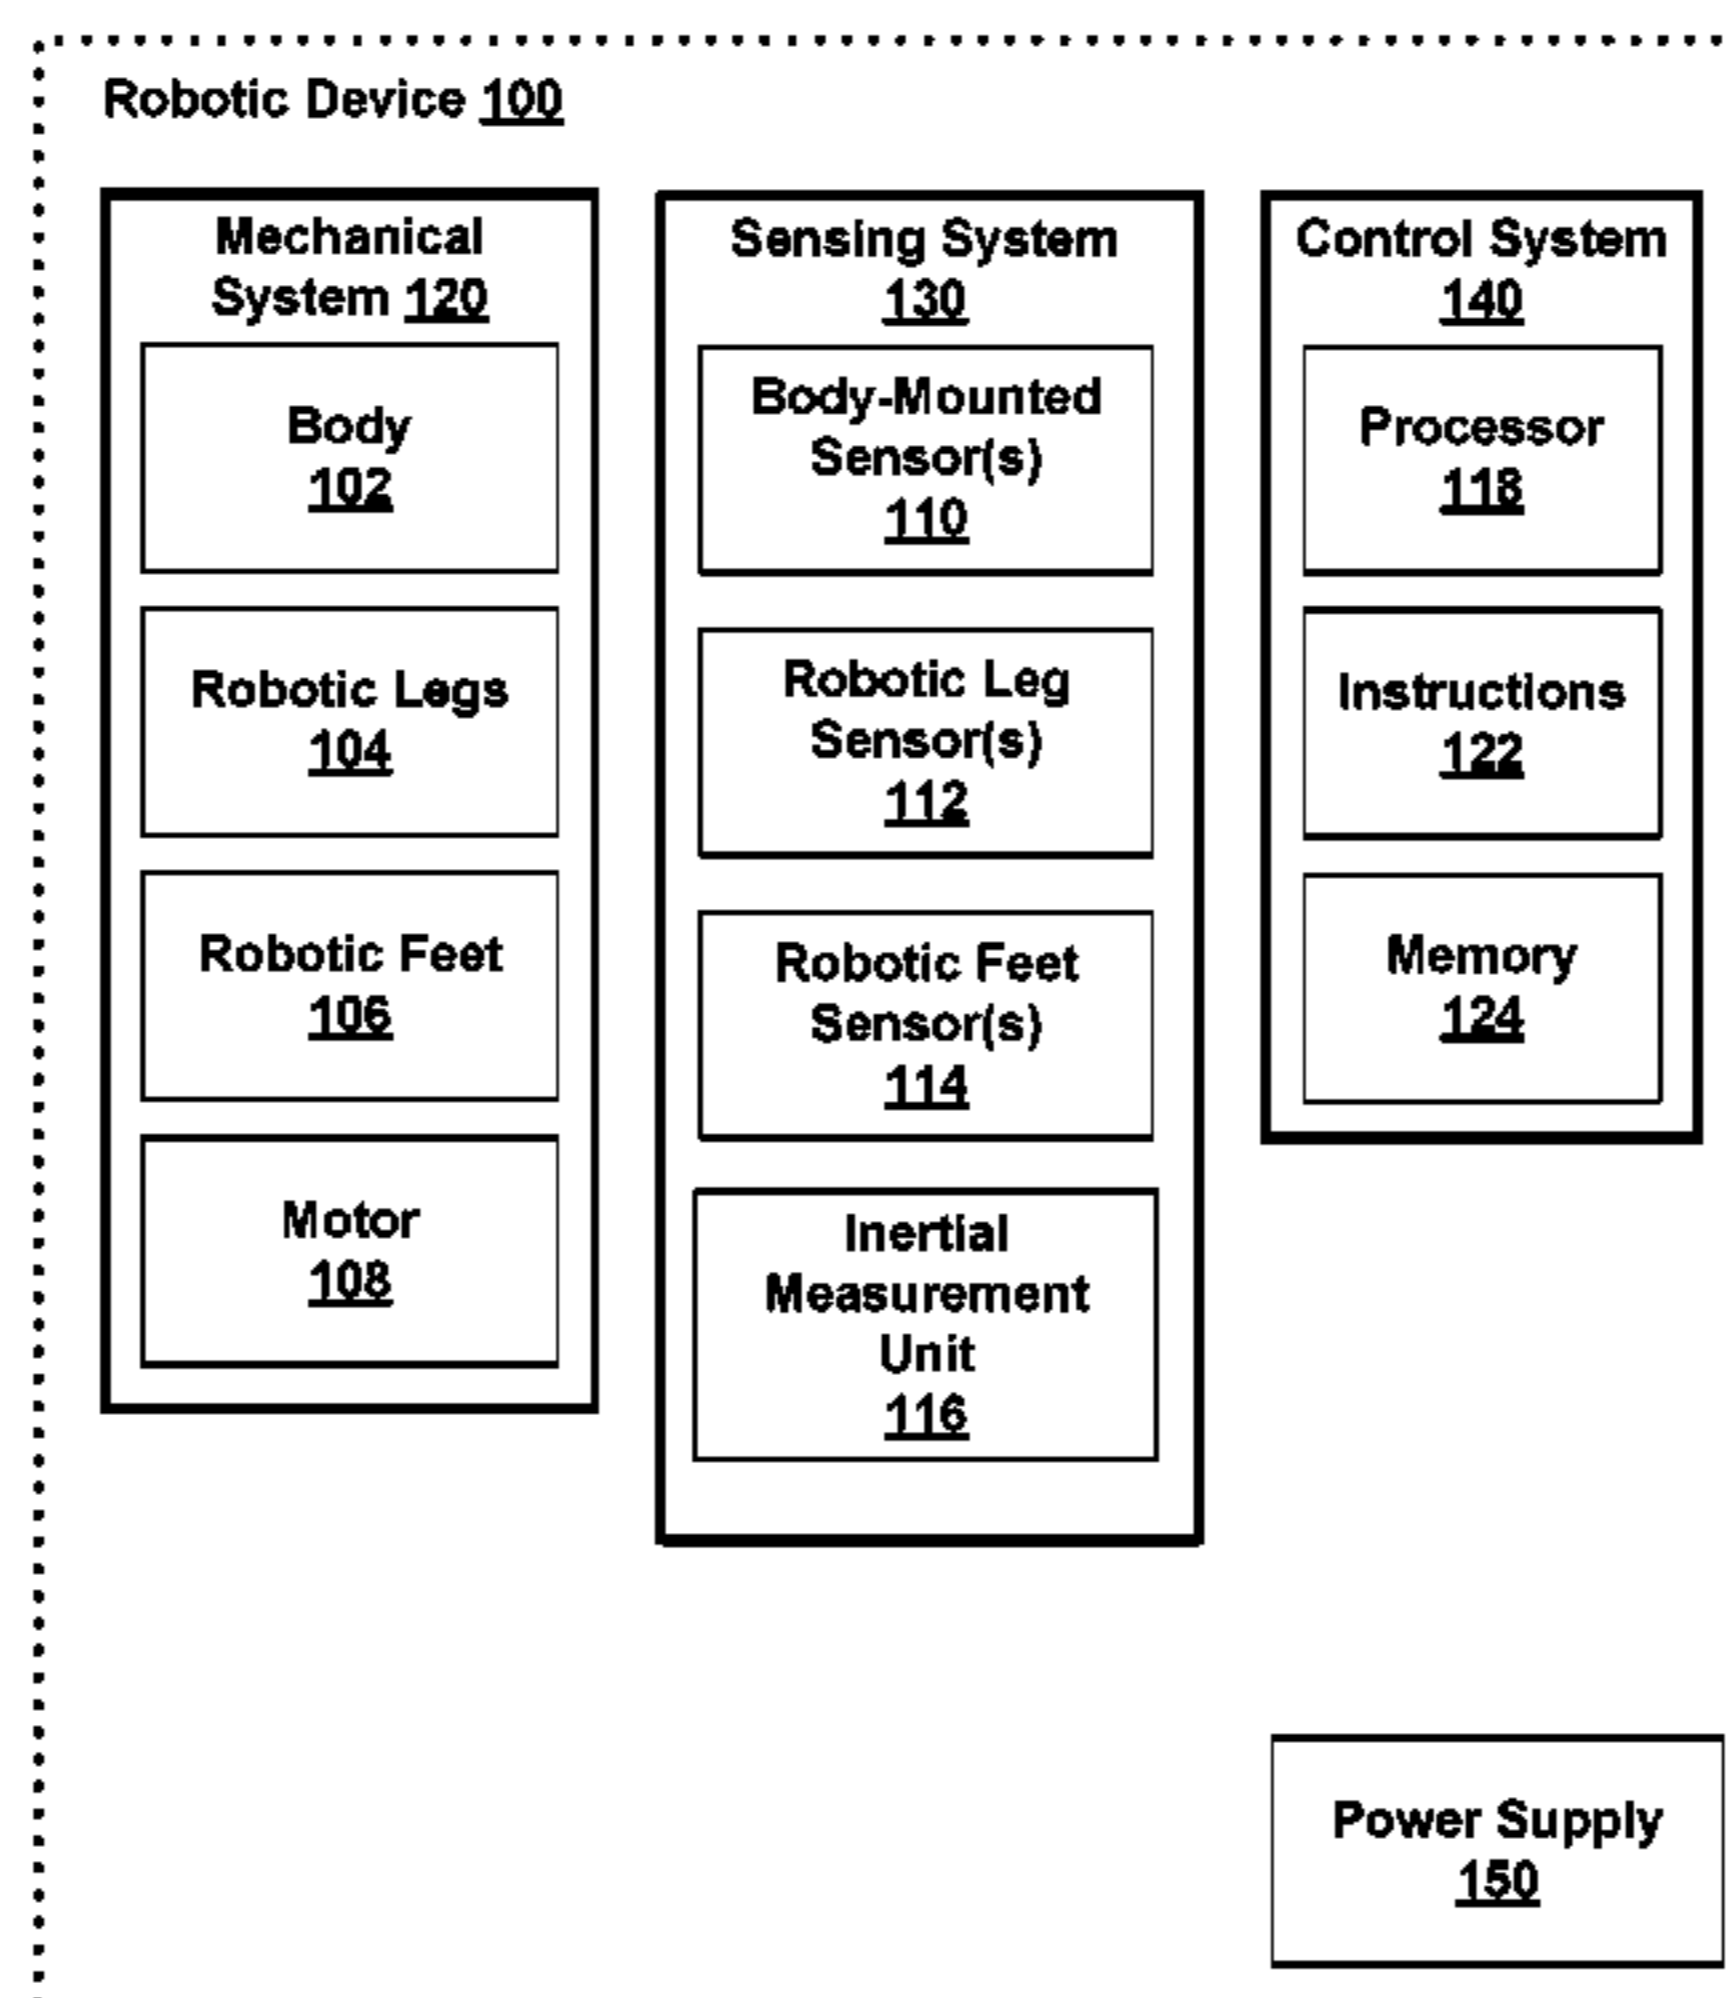 Robotic Device 100
Mechanical
System 120
Body
102
Robotic Legs
104
Robotic Feet
106
Motor
108
Sensing System
130
Body-Mounted
Sensor(s)
110
Robotic Leg
Sensor(s)
112
Robotic Feet
Sensor(s)
114
Inertial
Measurement
Unit
116
Control System
140
Processor
118
Instructions
122
Memory
124
Power Supply
150